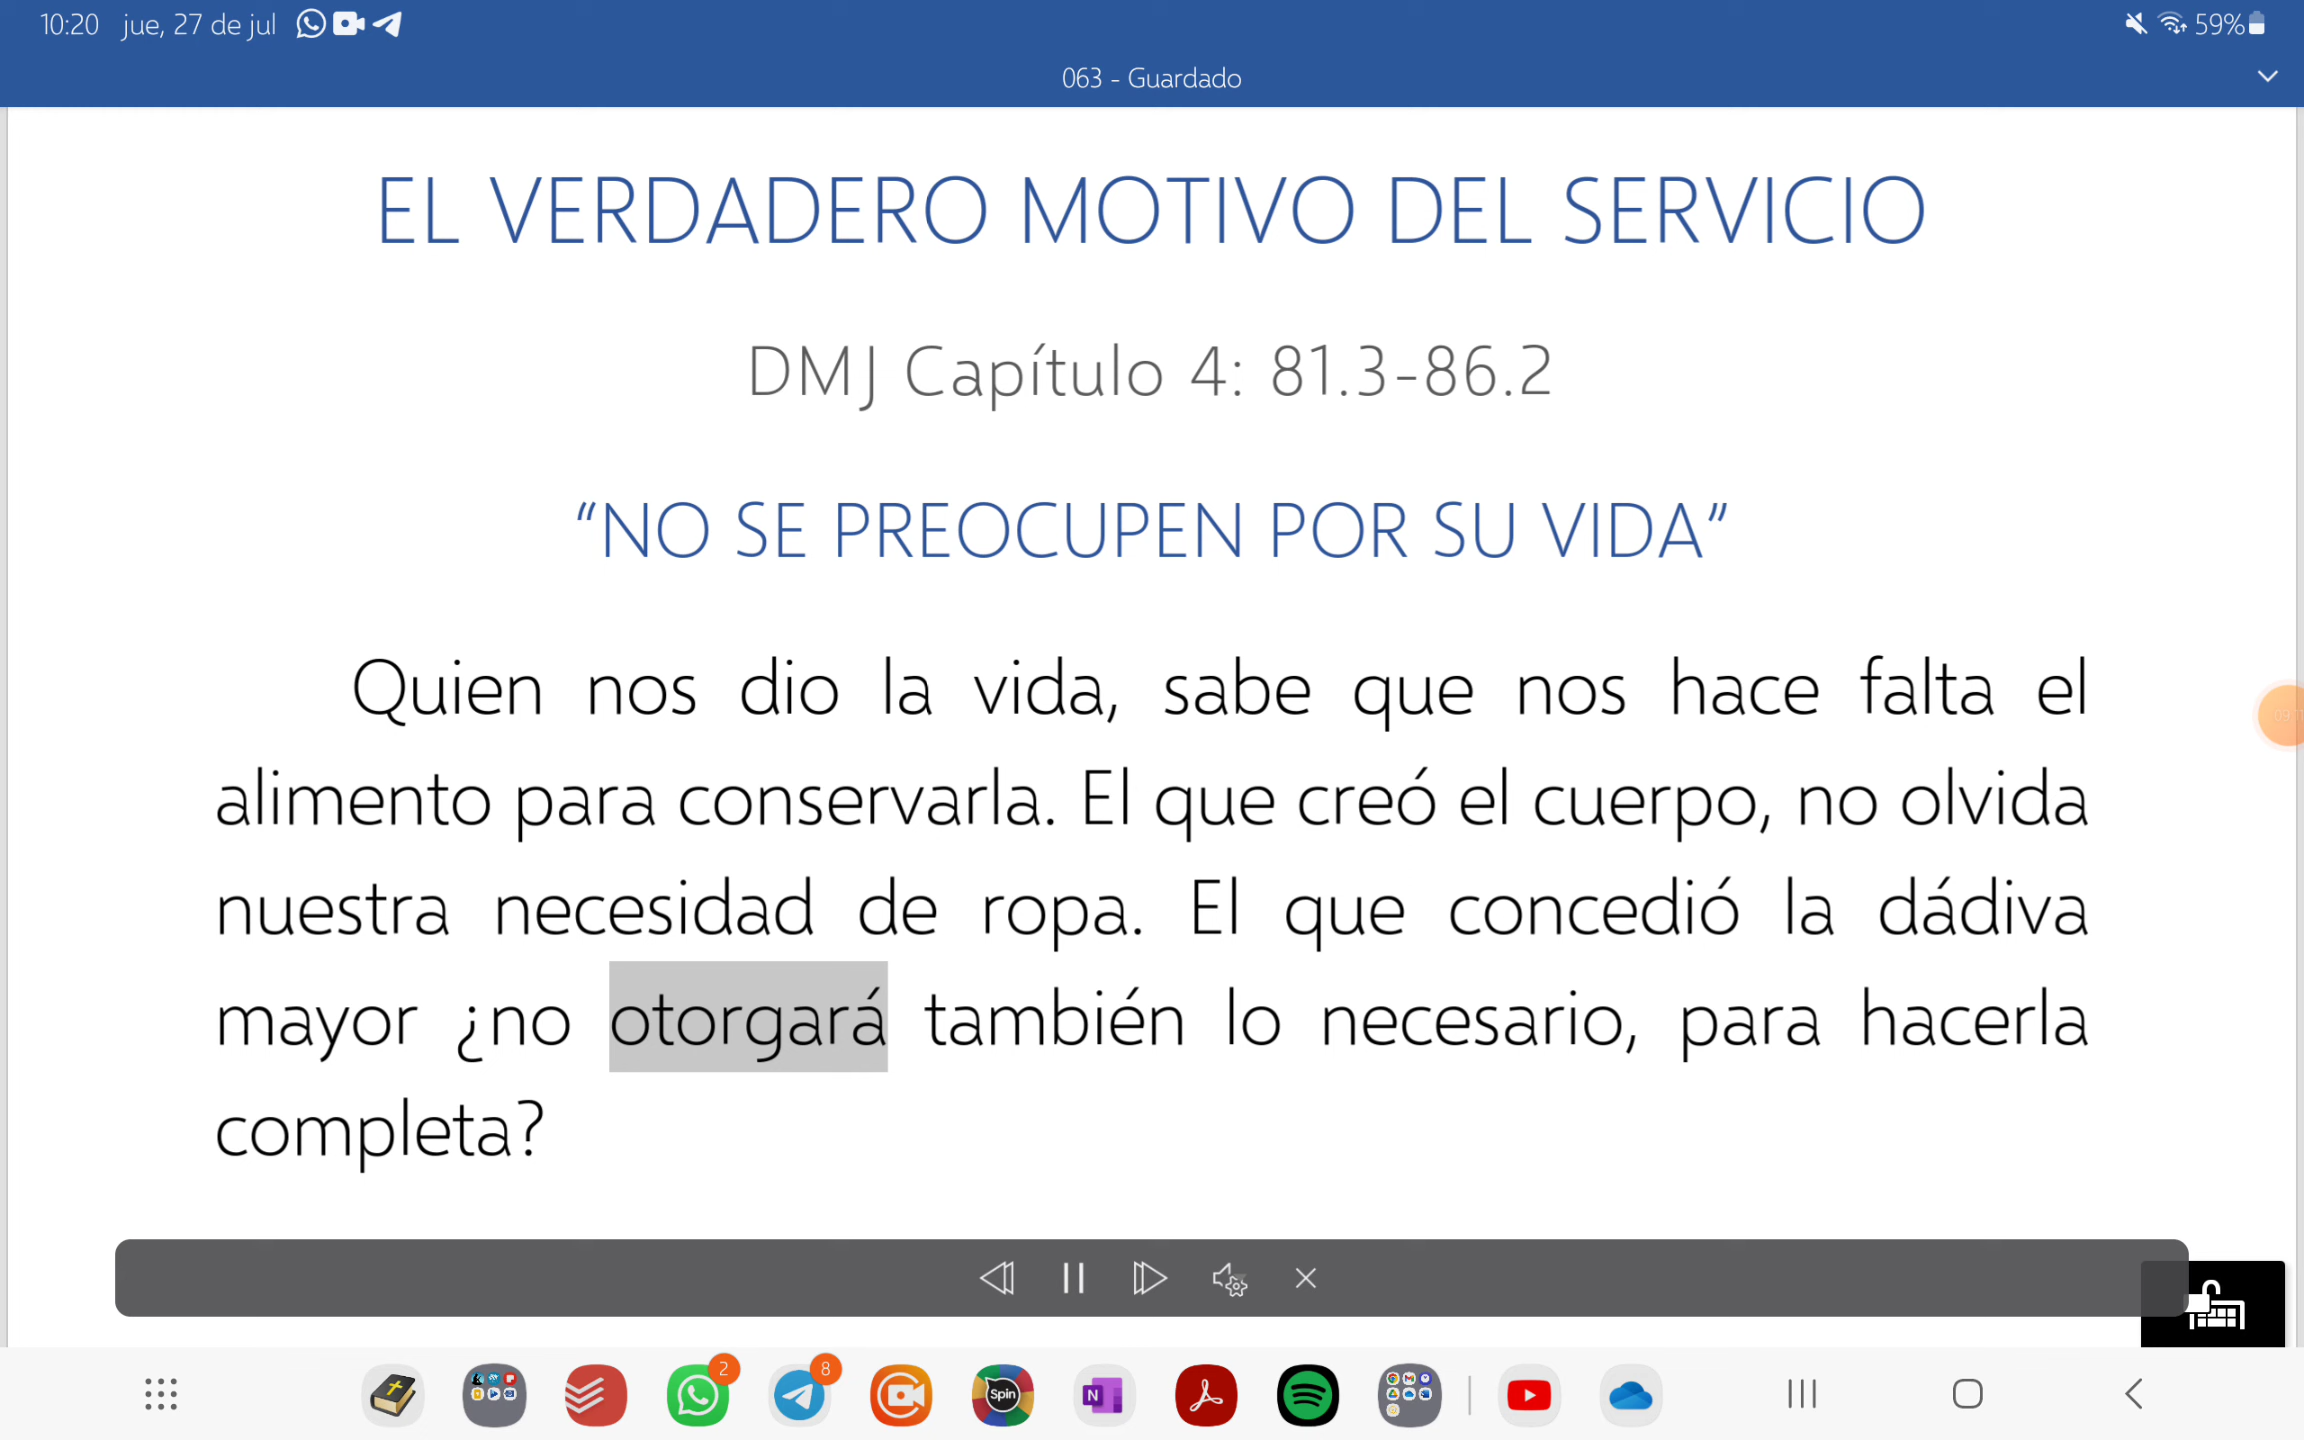 10:20 jue, 27 de jul 59%
063 - Guardado
EL VERDADERO MOTIVO DEL SERVICIO
DMJ Capítulo 4: 81.3-86.2
“NO SE PREOCUPEN POR SU VIDA”
Quien nos dio la vida, sabe que nos hace falta el
alimento para conservarla. El que creó el cuerpo, no olvida
nuestra necesidad de ropa. El que concedió la dádiva
mayor ¿no otorgará también lo necesario, para hacerla
completa?
2 8
Spin N